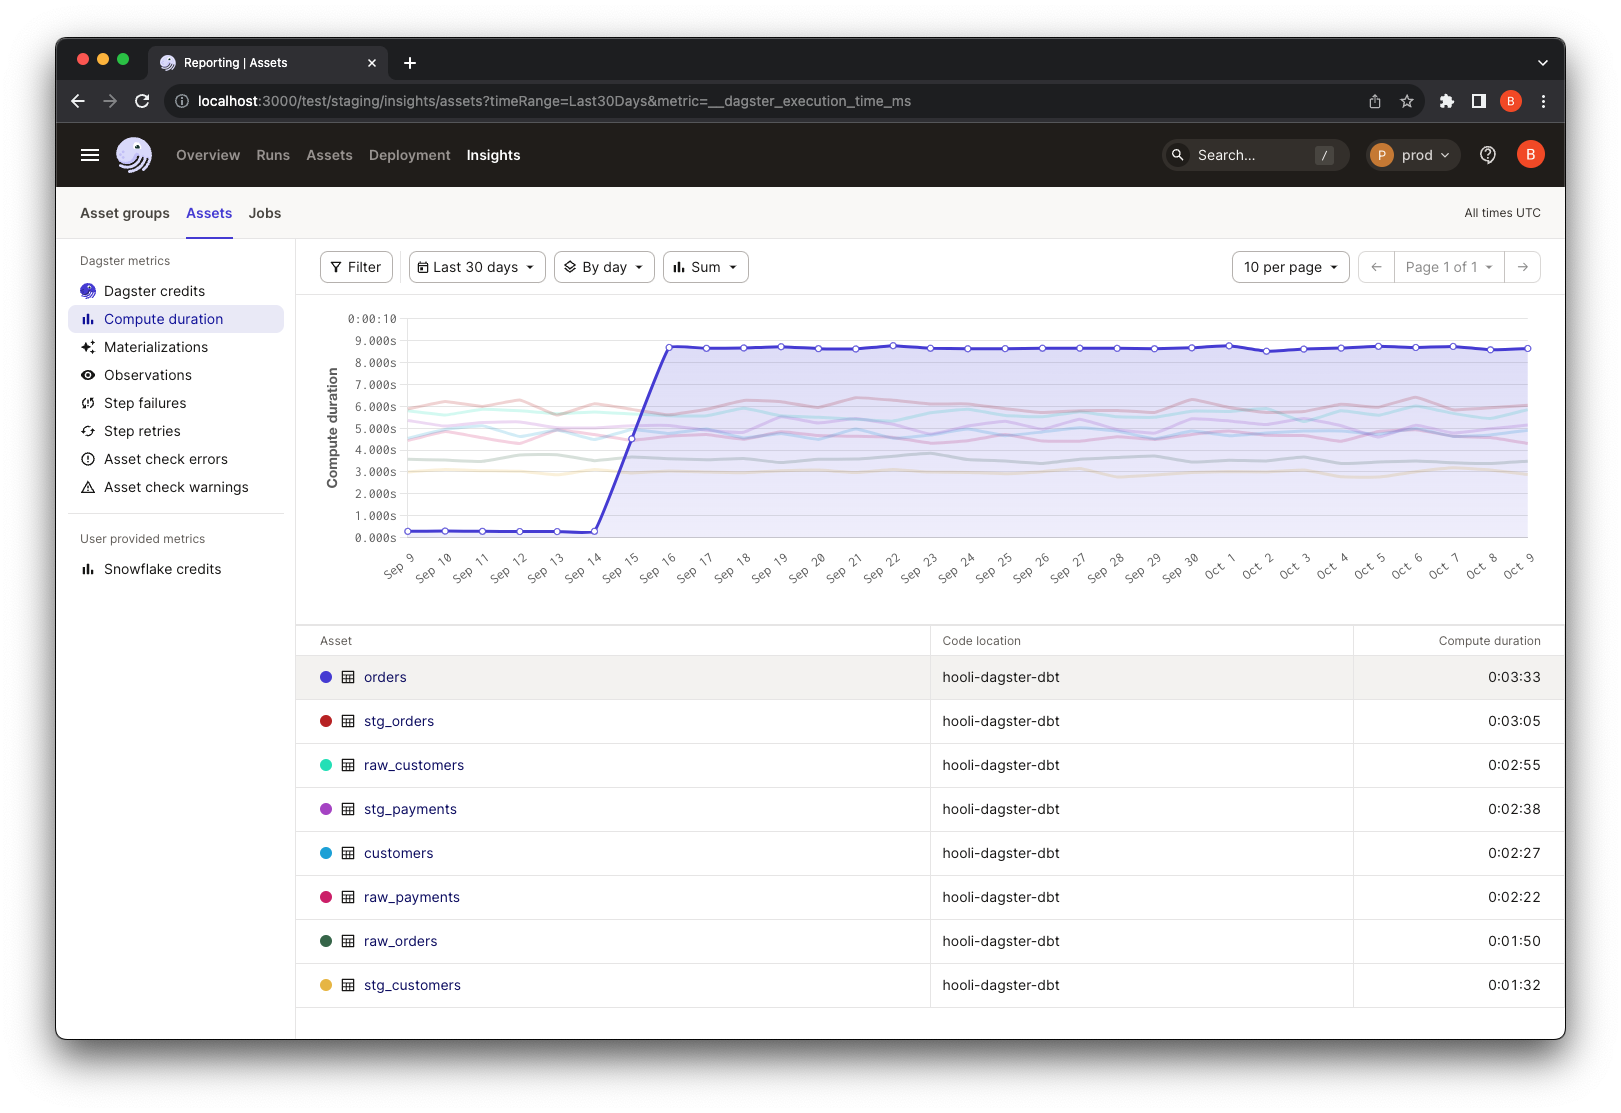 Reporting | Assets
localhost:3000/test/staging/insights/assets?timeRange=Last30Days&metric=__dagster_execution_time_ms
B
Overview Runs Assets Deployment Insights
Search... / P prod B
Asset groups Assets Jobs
All times UTC
Dagster metrics
Dagster credits
Compute duration
Materializations
Observations
Step failures
Step retries
Asset check errors
Asset check warnings
User provided metrics
Snowflake credits
Filter Last 30 days By day Sum
10 per page Page 1 of 1
Compute duration
0:00:10
9.000s
8.000s
7.000s
6.000s
5.000s
4.000s
3.000s
2.000s
1.000s
0.000s
Sep 9 Sep 10 Sep 11 Sep 12 Sep 13 Sep 14 Sep 15 Sep 16 Sep 17 Sep 18 Sep 19 Sep 20 Sep 21 Sep 22 Sep 23 Sep 24 Sep 25 Sep 26 Sep 27 Sep 28 Sep 29 Sep 30 Oct 1 Oct 2 Oct 3 Oct 4 Oct 5 Oct 6 Oct 7 Oct 8 Oct 9
Asset Code location Compute duration
orders hooli-dagster-dbt 0:03:33
stg_orders hooli-dagster-dbt 0:03:05
raw_customers hooli-dagster-dbt 0:02:55
stg_payments hooli-dagster-dbt 0:02:38
customers hooli-dagster-dbt 0:02:27
raw_payments hooli-dagster-dbt 0:02:22
raw_orders hooli-dagster-dbt 0:01:50
stg_customers hooli-dagster-dbt 0:01:32